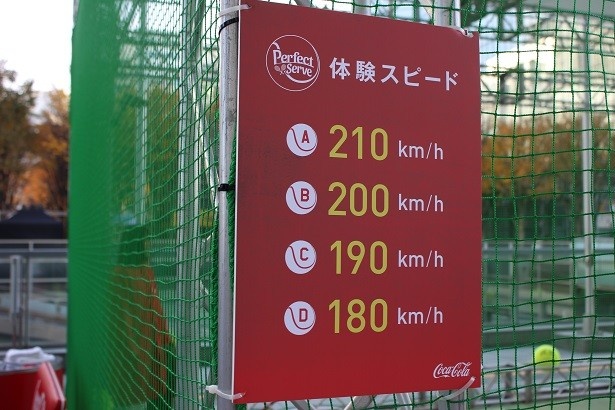 Perfect
Serve
体験スピード
A 210 km/h
B 200 km/h
C 190 km/h
D 180 km/h
Coca-Cola